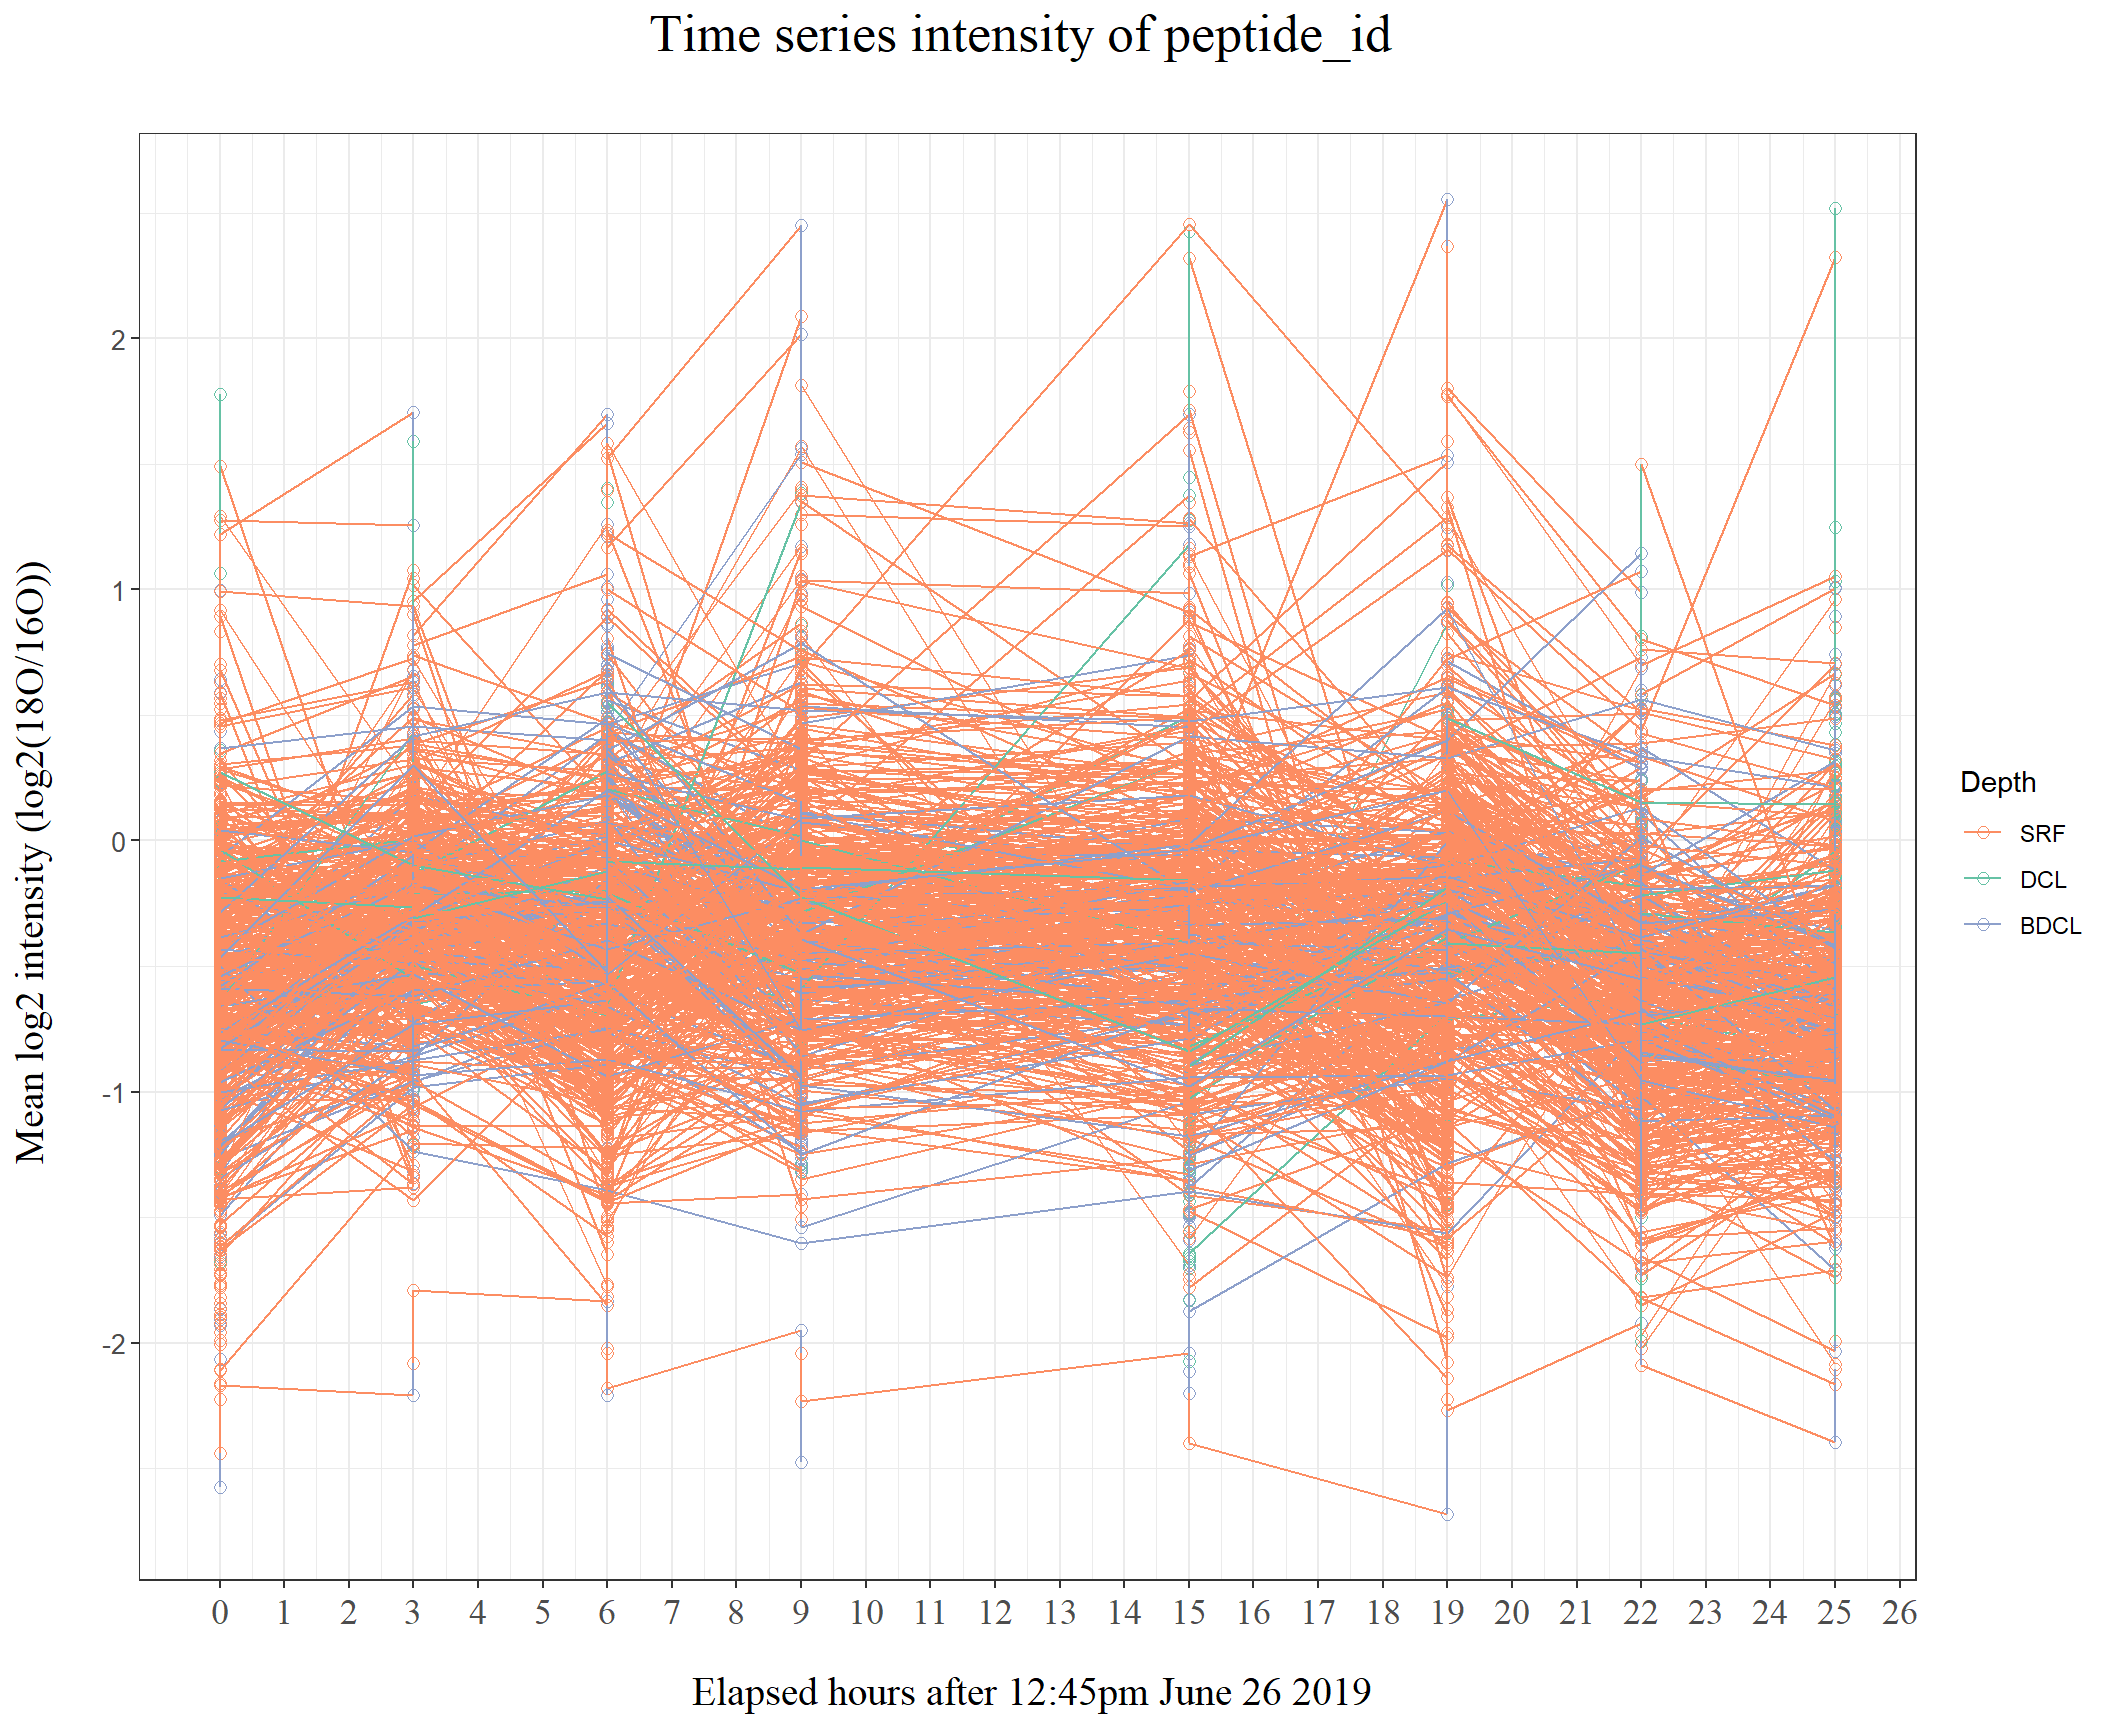 Time series intensity of peptide_id
Mean log2 intensity (log2(18O/16O))
2
1
0
-1
-2
0 1 2 3 4 5 6 7 8 9 10 11 12 13 14 15 16 17 18 19 20 21 22 23 24 25 26
Elapsed hours after 12:45pm June 26 2019
Depth
SRF
DCL
BDCL